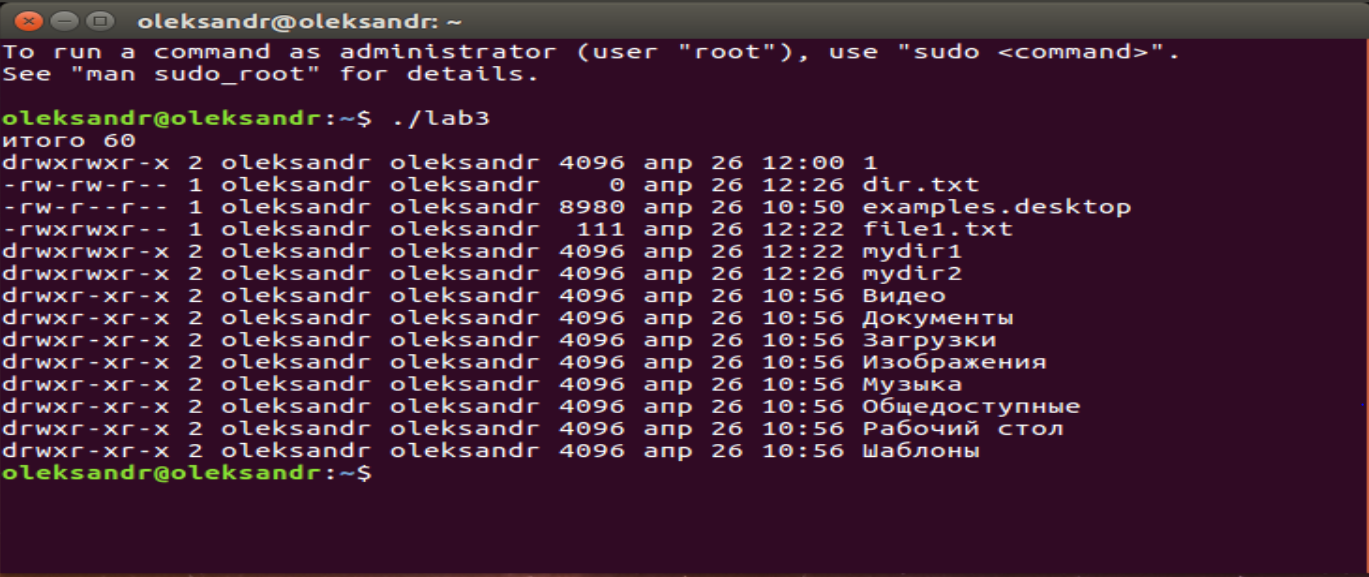 oleksandr@oleksandr: ~
To run a command as administrator (user "root"), use "sudo <command>".
See "man sudo_root" for details.
oleksandr@oleksandr:~$ ./lab3
итого 60
drwxrwxr-x 2 oleksandr oleksandr 4096 апр 26 12:00 1
-rw-rw-r-- 1 oleksandr oleksandr    0 апр 26 12:26 dir.txt
-rw-r--r-- 1 oleksandr oleksandr 8980 апр 26 10:50 examples.desktop
-rwxrwxr-- 1 oleksandr oleksandr  111 апр 26 12:22 file1.txt
drwxrwxr-x 2 oleksandr oleksandr 4096 апр 26 12:22 mydir1
drwxrwxr-x 2 oleksandr oleksandr 4096 апр 26 12:26 mydir2
drwxr-xr-x 2 oleksandr oleksandr 4096 апр 26 10:56 Видео
drwxr-xr-x 2 oleksandr oleksandr 4096 апр 26 10:56 Документы
drwxr-xr-x 2 oleksandr oleksandr 4096 апр 26 10:56 Загрузки
drwxr-xr-x 2 oleksandr oleksandr 4096 апр 26 10:56 Изображения
drwxr-xr-x 2 oleksandr oleksandr 4096 апр 26 10:56 Музыка
drwxr-xr-x 2 oleksandr oleksandr 4096 апр 26 10:56 Общедоступные
drwxr-xr-x 2 oleksandr oleksandr 4096 апр 26 10:56 Рабочий стол
drwxr-xr-x 2 oleksandr oleksandr 4096 апр 26 10:56 Шаблоны
oleksandr@oleksandr:~$